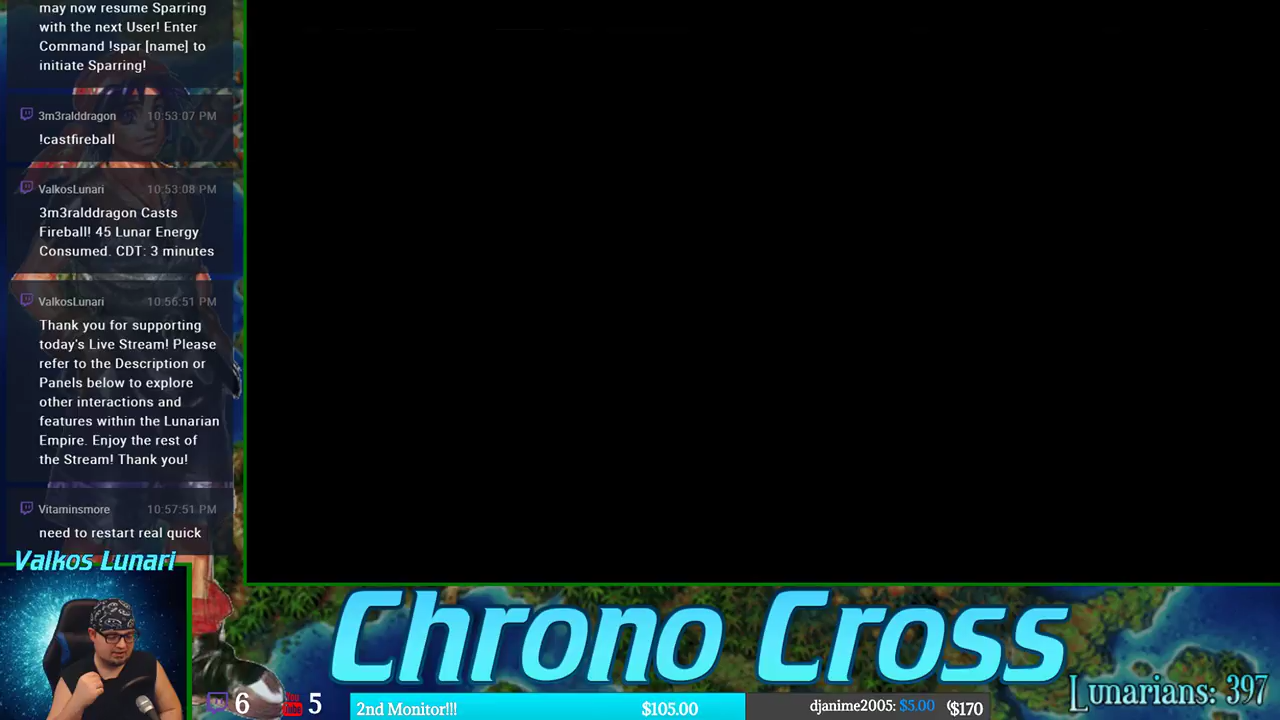 may now resume Sparring
with the next User! Enter
Command !spar [name] to
initiate Sparring!
3m3ralddragon 10:53:07 PM
!castfireball
ValkosLunari 10:53:08 PM
3m3ralddragon Casts
Fireball! 45 Lunar Energy
Consumed. CDT: 3 minutes
ValkosLunari 10:56:51 PM
Thank you for supporting
today's Live Stream! Please
refer to the Description or
Panels below to explore
other interactions and
features within the Lunarian
Empire. Enjoy the rest of
the Stream! Thank you!
Vitaminsmore 10:57:51 PM
need to restart real quick
Valkos Lunari
Chrono Cross
6 You Tube 5
2nd Monitor!!! $105.00 djanime2005: $5.00 ($170
Lunarians: 397